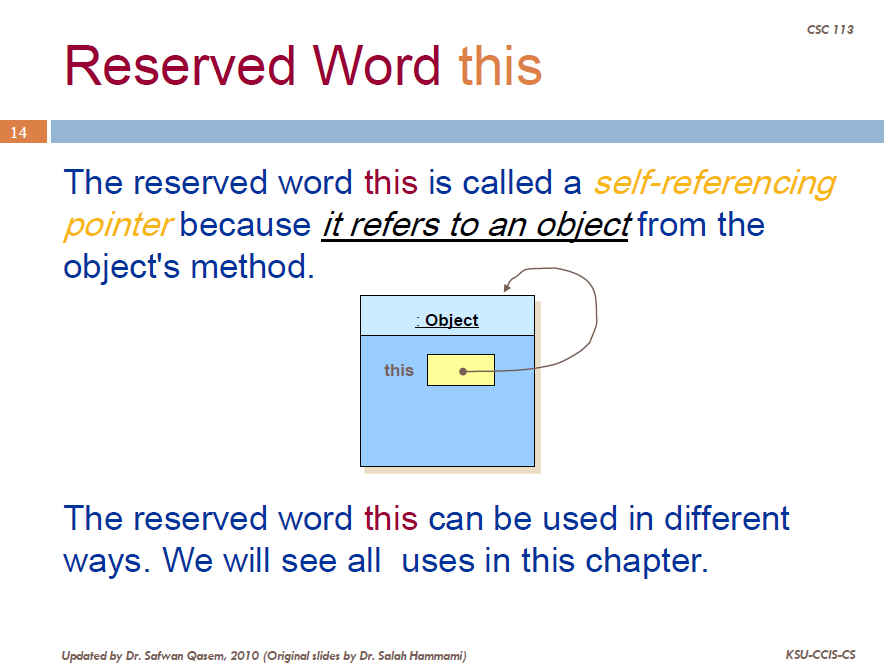 CSC 113
Reserved Word this
14
The reserved word this is called a self-referencing
pointer because it refers to an object from the
object's method.
: Object
this
The reserved word this can be used in different
ways. We will see all  uses in this chapter.
Updated by Dr. Safwan Qasem, 2010 (Original slides by Dr. Salah Hammami)
KSU-CCIS-CS